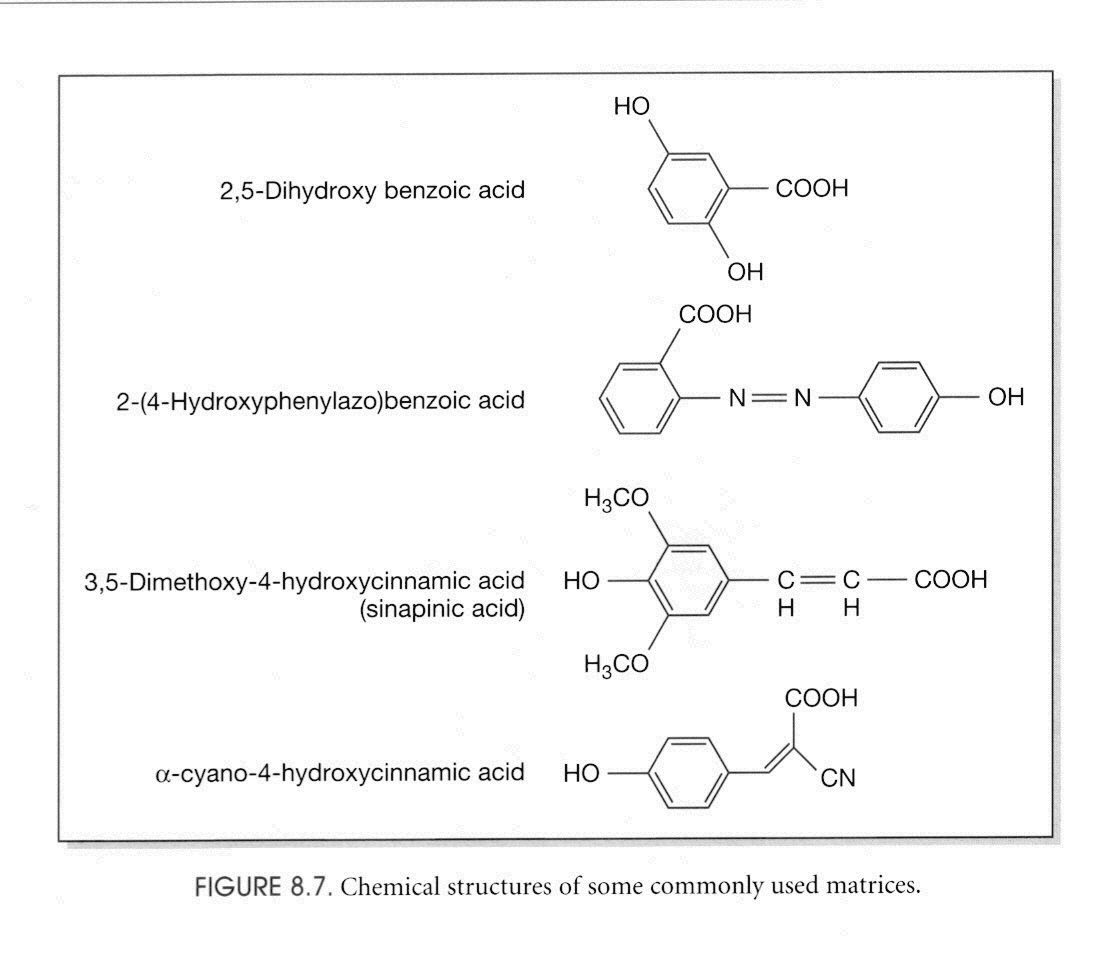 HO
2,5-Dihydroxy benzoic acid
COOH
OH
COOH
2-(4-Hydroxyphenylazo)benzoic acid
N
N
OH
H₃CO
3,5-Dimethoxy-4-hydroxycinnamic acid
(sinapinic acid)
HO
C
C
COOH
H
H
H₃CO
COOH
α-cyano-4-hydroxycinnamic acid
HO
CN
FIGURE 8.7. Chemical structures of some commonly used matrices.